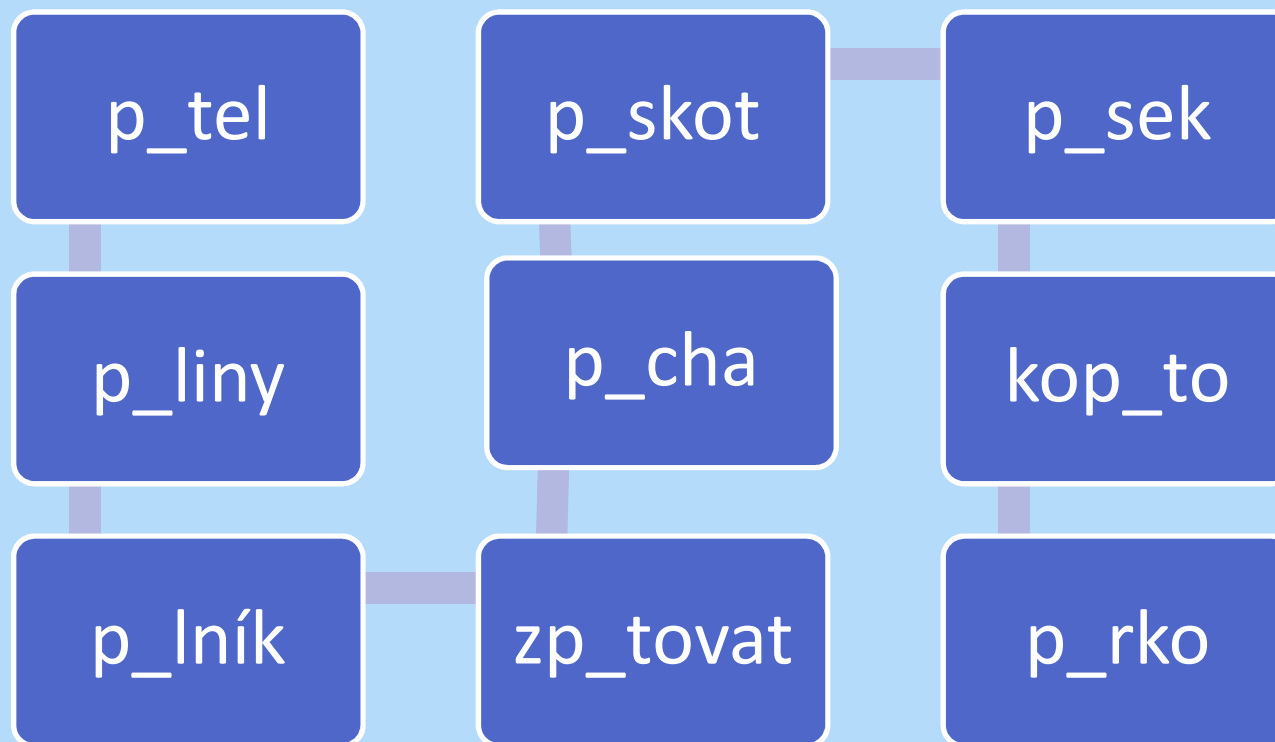 p_tel
p_liny
p_lník
zp_tovat
p_cha
p_skot
p_sek
kop_to
p_rko